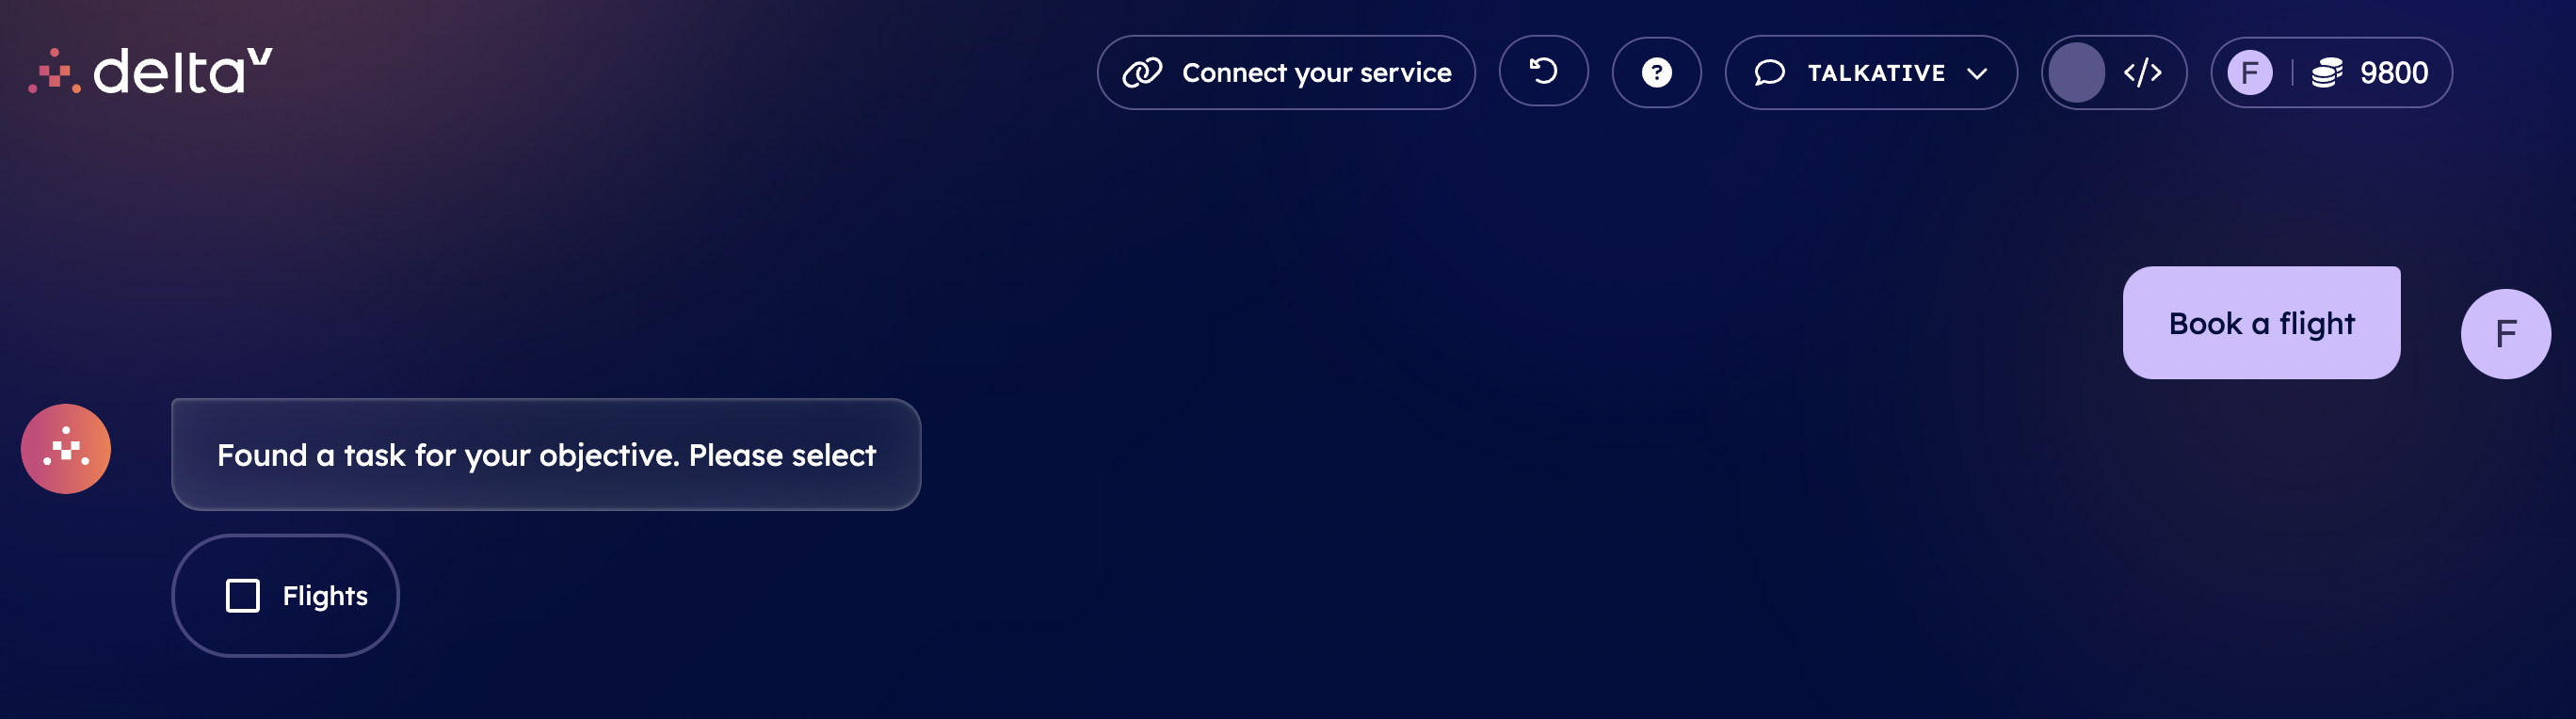 deltaV
Connect your service
?
TALKATIVE
</>
F
9800
Book a flight
F
Found a task for your objective. Please select
Flights